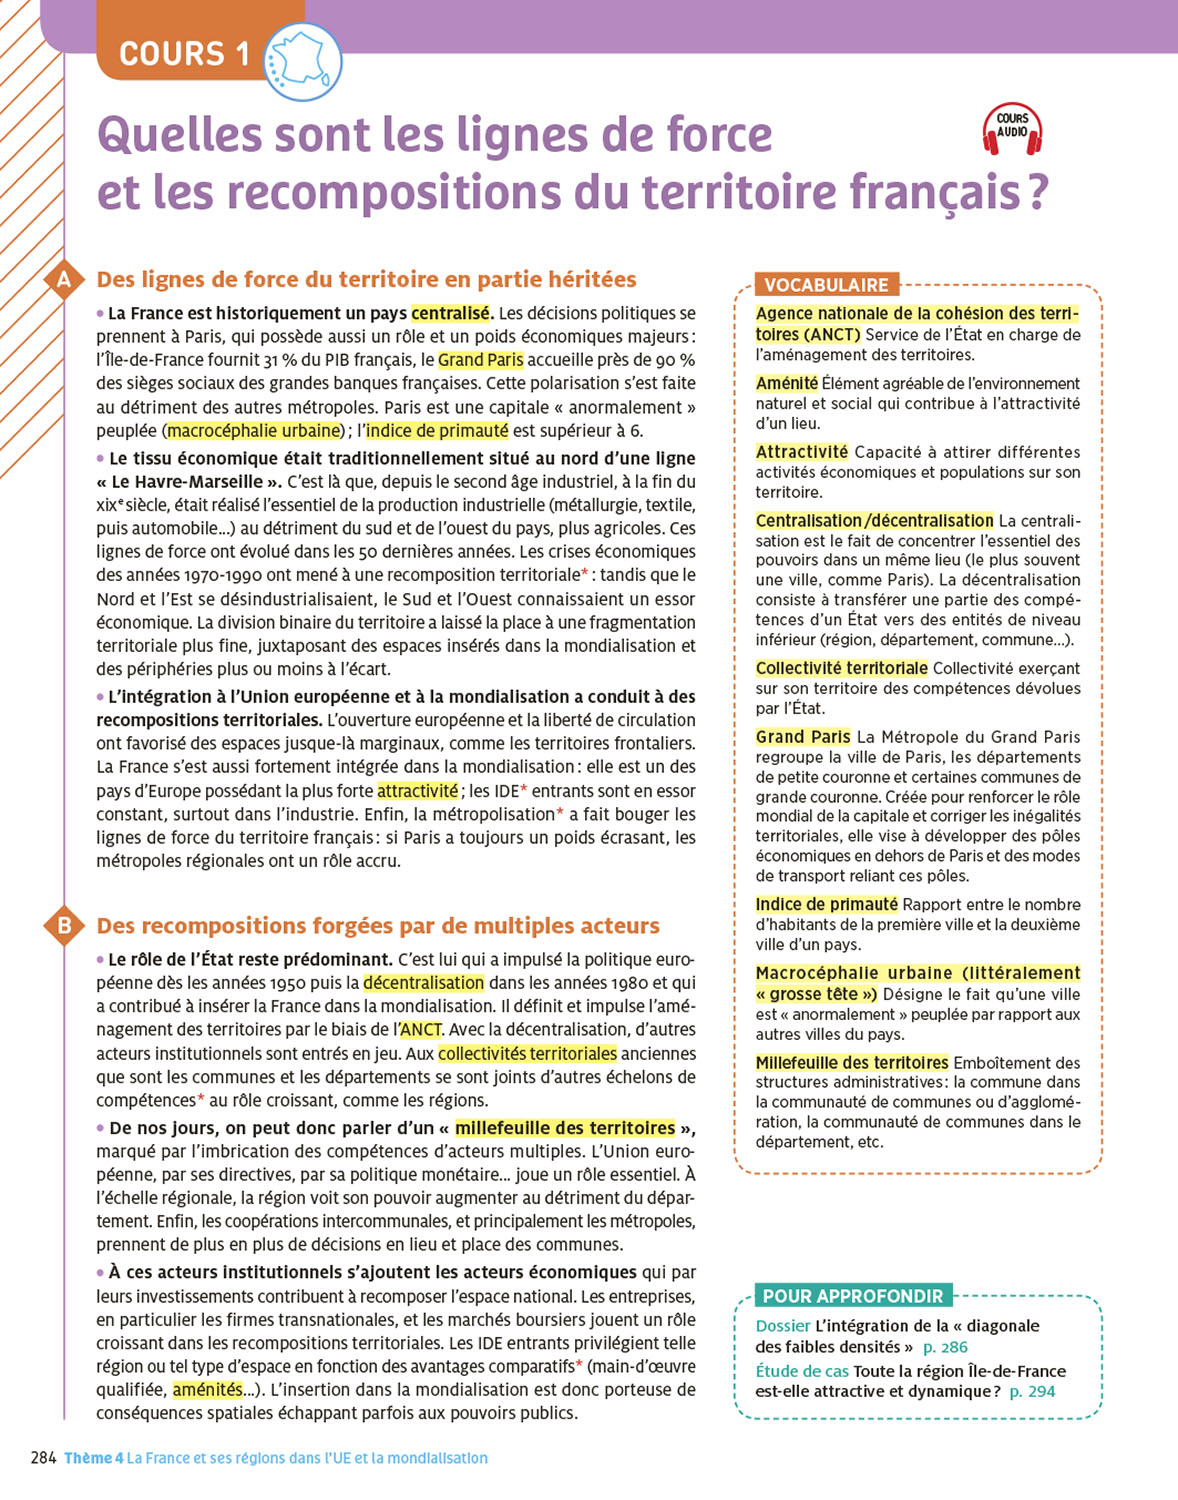 COURS 1
COURS
AUDIO
Quelles sont les lignes de force
et les recompositions du territoire français ?
A
Des lignes de force du territoire en partie héritées
• La France est historiquement un pays centralisé. Les décisions politiques se
prennent à Paris, qui possède aussi un rôle et un poids économiques majeurs :
l'Île-de-France fournit 31 % du PIB français, le Grand Paris accueille près de 90 %
des sièges sociaux des grandes banques françaises. Cette polarisation s'est faite
au détriment des autres métropoles. Paris est une capitale « anormalement »
peuplée (macrocéphalie urbaine) ; l'indice de primauté est supérieur à 6.
• Le tissu économique était traditionnellement situé au nord d'une ligne
« Le Havre-Marseille ». C'est là que, depuis le second âge industriel, à la fin du
xixe siècle, était réalisé l'essentiel de la production industrielle (métallurgie, textile,
puis automobile...) au détriment du sud et de l'ouest du pays, plus agricoles. Ces
lignes de force ont évolué dans les 50 dernières années. Les crises économiques
des années 1970-1990 ont mené à une recomposition territoriale* : tandis que le
Nord et l'Est se désindustrialisaient, le Sud et l'Ouest connaissaient un essor
économique. La division binaire du territoire a laissé la place à une fragmentation
territoriale plus fine, juxtaposant des espaces insérés dans la mondialisation et
des périphéries plus ou moins à l'écart.
• L'intégration à l'Union européenne et à la mondialisation a conduit à des
recompositions territoriales. L'ouverture européenne et la liberté de circulation
ont favorisé des espaces jusque-là marginaux, comme les territoires frontaliers.
La France s'est aussi fortement intégrée dans la mondialisation : elle est un des
pays d'Europe possédant la plus forte attractivité ; les IDE* entrants sont en essor
constant, surtout dans l'industrie. Enfin, la métropolisation* a fait bouger les
lignes de force du territoire français : si Paris a toujours un poids écrasant, les
métropoles régionales ont un rôle accru.
B
Des recompositions forgées par de multiples acteurs
• Le rôle de l'État reste prédominant. C'est lui qui a impulsé la politique euro-
péenne dès les années 1950 puis la décentralisation dans les années 1980 et qui
a contribué à insérer la France dans la mondialisation. Il définit et impulse l'amé-
nagement des territoires par le biais de l'ANCT. Avec la décentralisation, d'autres
acteurs institutionnels sont entrés en jeu. Aux collectivités territoriales anciennes
que sont les communes et les départements se sont joints d'autres échelons de
compétences* au rôle croissant, comme les régions.
• De nos jours, on peut donc parler d'un « millefeuille des territoires »,
marqué par l'imbrication des compétences d'acteurs multiples. L'Union euro-
péenne, par ses directives, par sa politique monétaire... joue un rôle essentiel. À
l'échelle régionale, la région voit son pouvoir augmenter au détriment du dépar-
tement. Enfin, les coopérations intercommunales, et principalement les métropoles,
prennent de plus en plus de décisions en lieu et place des communes.
• À ces acteurs institutionnels s'ajoutent les acteurs économiques qui par
leurs investissements contribuent à recomposer l'espace national. Les entreprises,
en particulier les firmes transnationales, et les marchés boursiers jouent un rôle
croissant dans les recompositions territoriales. Les IDE entrants privilégient telle
région ou tel type d'espace en fonction des avantages comparatifs* (main-d'œuvre
qualifiée, aménités...). L'insertion dans la mondialisation est donc porteuse de
conséquences spatiales échappant parfois aux pouvoirs publics.
VOCABULAIRE
Agence nationale de la cohésion des terri-
toires (ANCT) Service de l'État en charge de
l'aménagement des territoires.
Aménité Élément agréable de l'environnement
naturel et social qui contribue à l'attractivité
d'un lieu.
Attractivité Capacité à attirer différentes
activités économiques et populations sur son
territoire.
Centralisation/décentralisation La centrali-
sation est le fait de concentrer l'essentiel des
pouvoirs dans un même lieu (le plus souvent
une ville, comme Paris). La décentralisation
consiste à transférer une partie des compé-
tences d'un État vers des entités de niveau
inférieur (région, département, commune...).
Collectivité territoriale Collectivité exerçant
sur son territoire des compétences dévolues
par l'État.
Grand Paris La Métropole du Grand Paris
regroupe la ville de Paris, les départements
de petite couronne et certaines communes de
grande couronne. Créée pour renforcer le rôle
mondial de la capitale et corriger les inégalités
territoriales, elle vise à développer des pôles
économiques en dehors de Paris et des modes
de transport reliant ces pôles.
Indice de primauté Rapport entre le nombre
d'habitants de la première ville et la deuxième
ville d'un pays.
Macrocéphalie urbaine (littéralement
« grosse tête ») Désigne le fait qu'une ville
est « anormalement » peuplée par rapport aux
autres villes du pays.
Millefeuille des territoires Emboîtement des
structures administratives : la commune dans
la communauté de communes ou d'agglomé-
ration, la communauté de communes dans le
département, etc.
POUR APPROFONDIR
Dossier L'intégration de la « diagonale
des faibles densités » p. 286
Étude de cas Toute la région Île-de-France
est-elle attractive et dynamique ? p. 294
284 Thème 4 La France et ses régions dans l'UE et la mondialisation